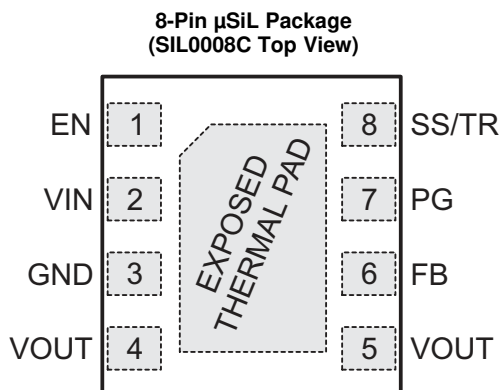 8-Pin µSiL Package
(SIL0008C Top View)
EN 1 8 SS/TR
VIN 2 7 PG
GND 3 6 FB
VOUT 4 5 VOUT
EXPOSED
THERMAL PAD